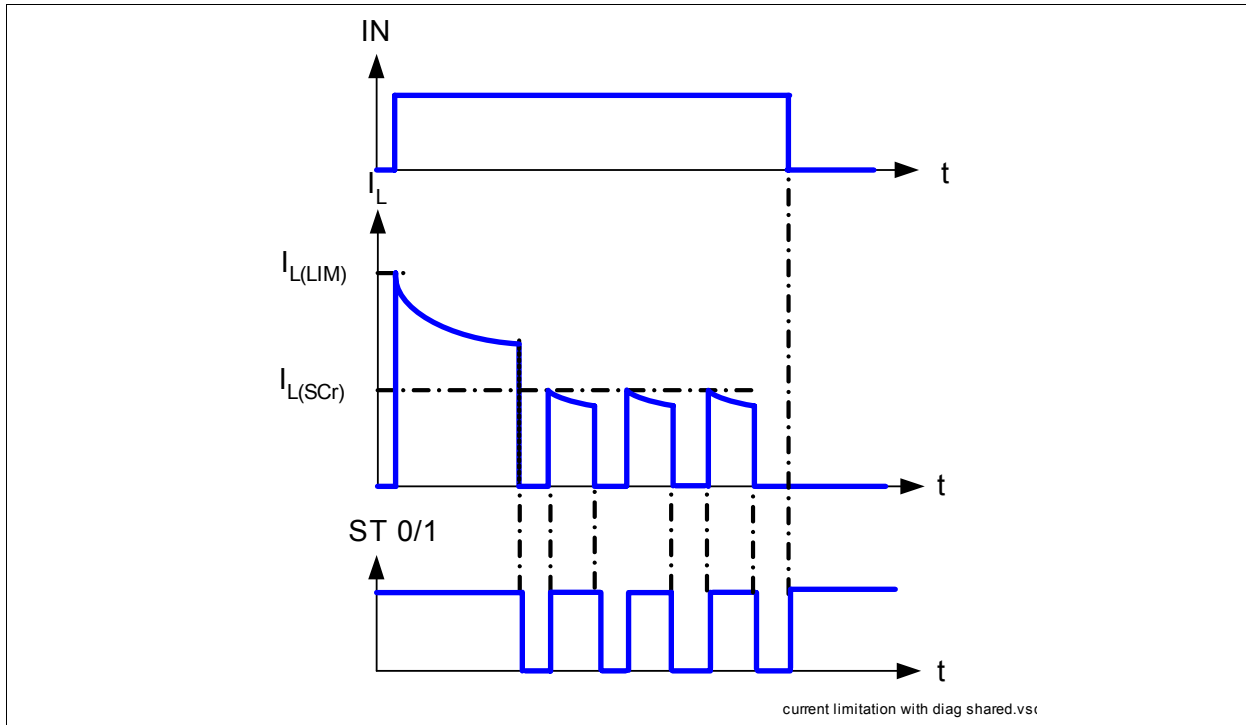 IN
t
I_L
I_L(LIM)
I_L(SCr)
t
ST 0/1
t
current limitation with diag shared.vs